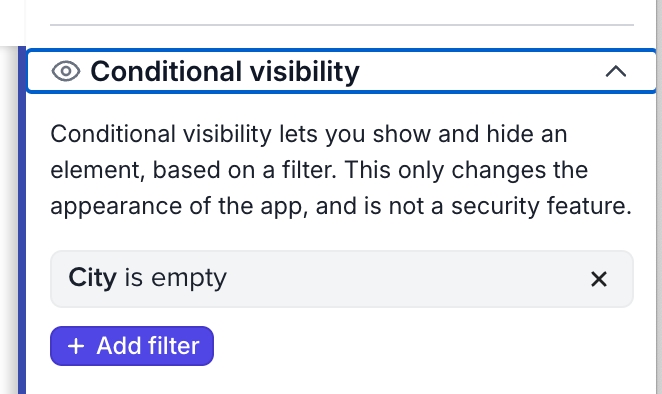 Conditional visibility
Conditional visibility lets you show and hide an
element, based on a filter. This only changes the
appearance of the app, and is not a security feature.
City is empty
+ Add filter